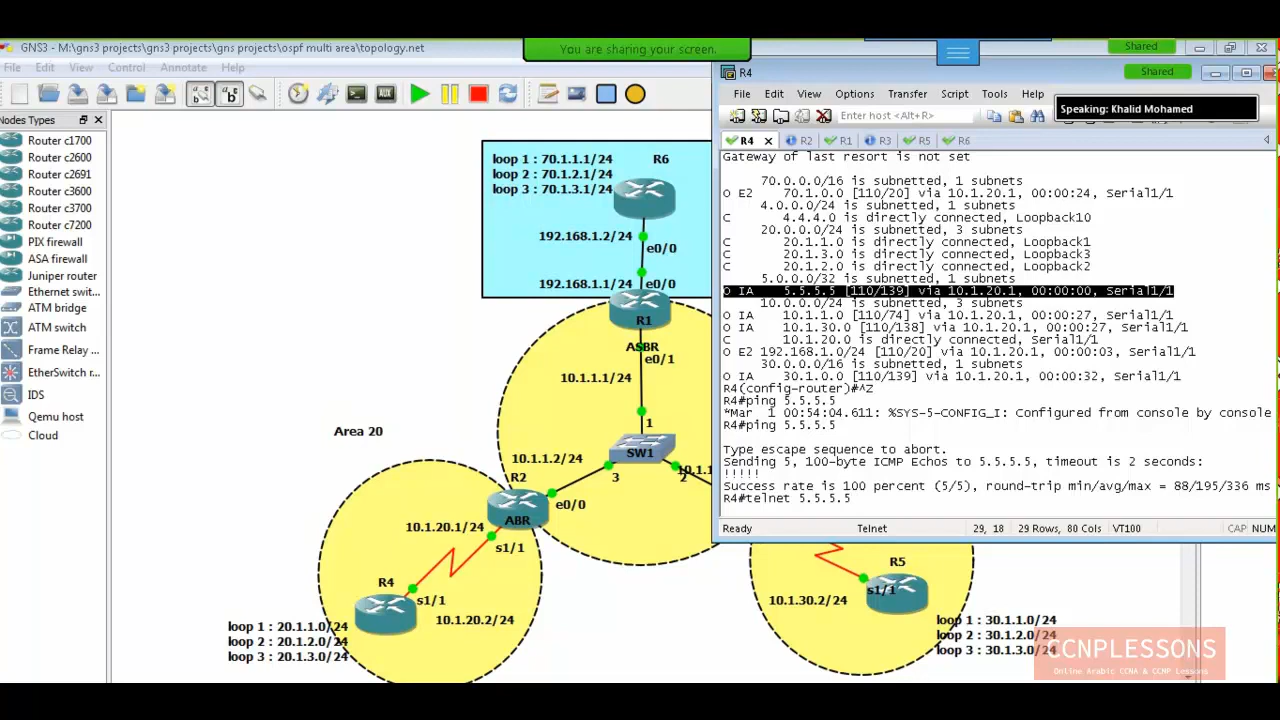 You are sharing your screen.
GNS3 - M:\gns3 projects\gns3 projects\gns projects\ospf multi area\topology.net
Shared
File Edit View Control Annotate Help
R4
Shared
File Edit View Options Transfer Script Tools Help
Speaking: Khalid Mohamed
AUX
Enter host <Alt+R>
Nodes Types
Router c1700
Router c2600
Router c2691
Router c3600
Router c3700
Router c7200
PIX firewall
ASA firewall
Juniper router
Ethernet swit...
ATM bridge
ATM switch
Frame Relay ...
EtherSwitch r...
IDS
Qemu host
Cloud
loop 1 : 70.1.1.1/24
loop 2 : 70.1.2.1/24
loop 3 : 70.1.3.1/24
R6
192.168.1.2/24
e0/0
192.168.1.1/24
e0/0
R1
ASBR
e0/1
10.1.1.1/24
1
SW1
3
2
10.1.1.2/24
10.1.1
Area 20
R2
e0/0
ABR
10.1.20.1/24
s1/1
R4
s1/1
10.1.20.2/24
loop 1 : 20.1.1.0/24
loop 2 : 20.1.2.0/24
loop 3 : 20.1.3.0/24
R5
s1/1
10.1.30.2/24
loop 1 : 30.1.1.0/24
loop 2 : 30.1.2.0/24
loop 3 : 30.1.3.0/24
R4 R2 R1 R3 R5 R6
Gateway of last resort is not set
70.0.0.0/16 is subnetted, 1 subnets
O E2 70.1.0.0 [110/20] via 10.1.20.1, 00:00:24, Serial1/1
4.0.0.0/24 is subnetted, 1 subnets
C 4.4.4.0 is directly connected, Loopback10
20.0.0.0/24 is subnetted, 3 subnets
C 20.1.1.0 is directly connected, Loopback1
C 20.1.3.0 is directly connected, Loopback3
C 20.1.2.0 is directly connected, Loopback2
5.0.0.0/32 is subnetted, 1 subnets
O IA 5.5.5.5 [110/139] via 10.1.20.1, 00:00:00, Serial1/1
10.0.0.0/24 is subnetted, 3 subnets
O IA 10.1.1.0 [110/74] via 10.1.20.1, 00:00:27, Serial1/1
O IA 10.1.30.0 [110/138] via 10.1.20.1, 00:00:27, Serial1/1
C 10.1.20.0 is directly connected, Serial1/1
O E2 192.168.1.0/24 [110/20] via 10.1.20.1, 00:00:03, Serial1/1
30.0.0.0/16 is subnetted, 1 subnets
O IA 30.1.0.0 [110/139] via 10.1.20.1, 00:00:32, Serial1/1
R4(config-router)#^Z
R4#ping 5.5.5.5
*Mar 1 00:54:04.611: %SYS-5-CONFIG_I: Configured from console by console
R4#ping 5.5.5.5
Type escape sequence to abort.
Sending 5, 100-byte ICMP Echos to 5.5.5.5, timeout is 2 seconds:
!!!!!
Success rate is 100 percent (5/5), round-trip min/avg/max = 88/195/336 ms
R4#telnet 5.5.5.5
Ready Telnet 29, 18 29 Rows, 80 Cols VT100 CAP NUM
CCNPLESSONS
Online Arabic CCNA & CCMP Lessons